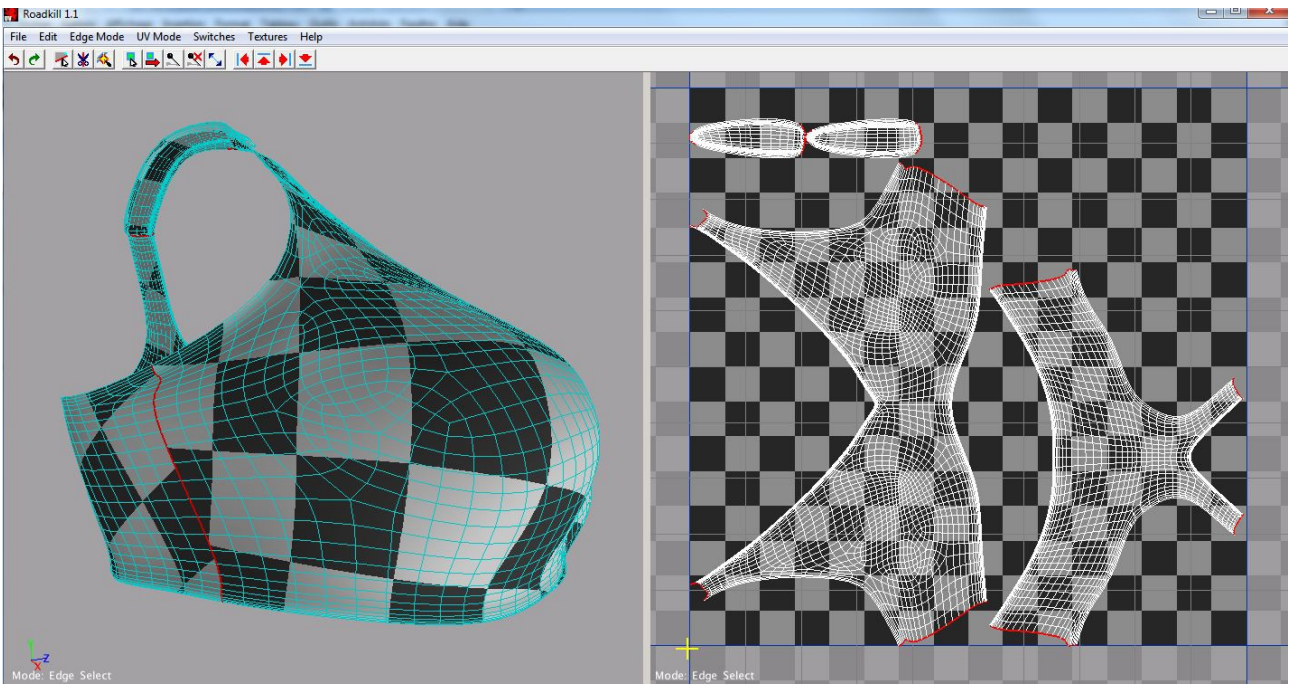 Roadkill 1.1
File Edit Edge Mode UV Mode Switches Textures Help
Y
Z
X
Mode: Edge Select
Mode: Edge Select